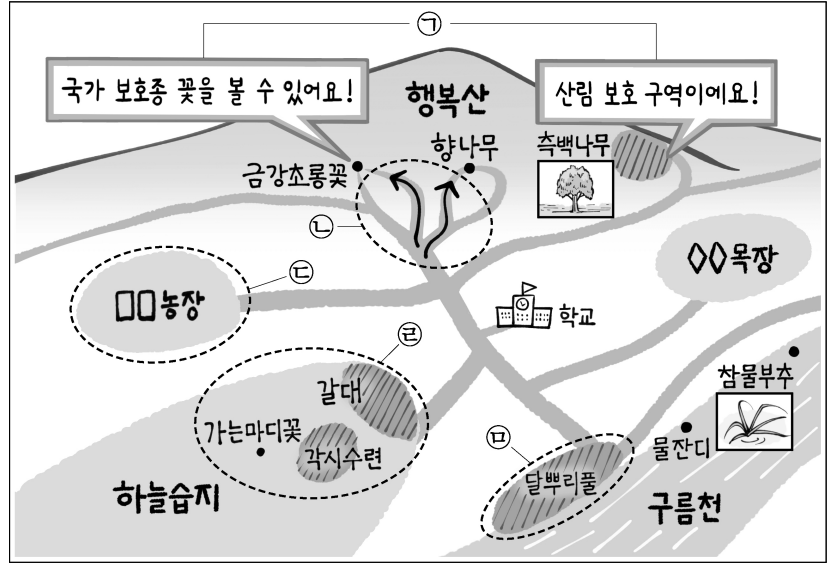 ㉠
국가 보호종 꽃을 볼 수 있어요!
행복산
산림 보호 구역이에요!
향나무
측백나무
금강초롱꽃
㉡
㉢
◇◇목장
□□농장
학교
㉣
갈대
참물부추
가는마디꽃
각시수련
㉤
물잔디
달뿌리풀
하늘습지
구름천